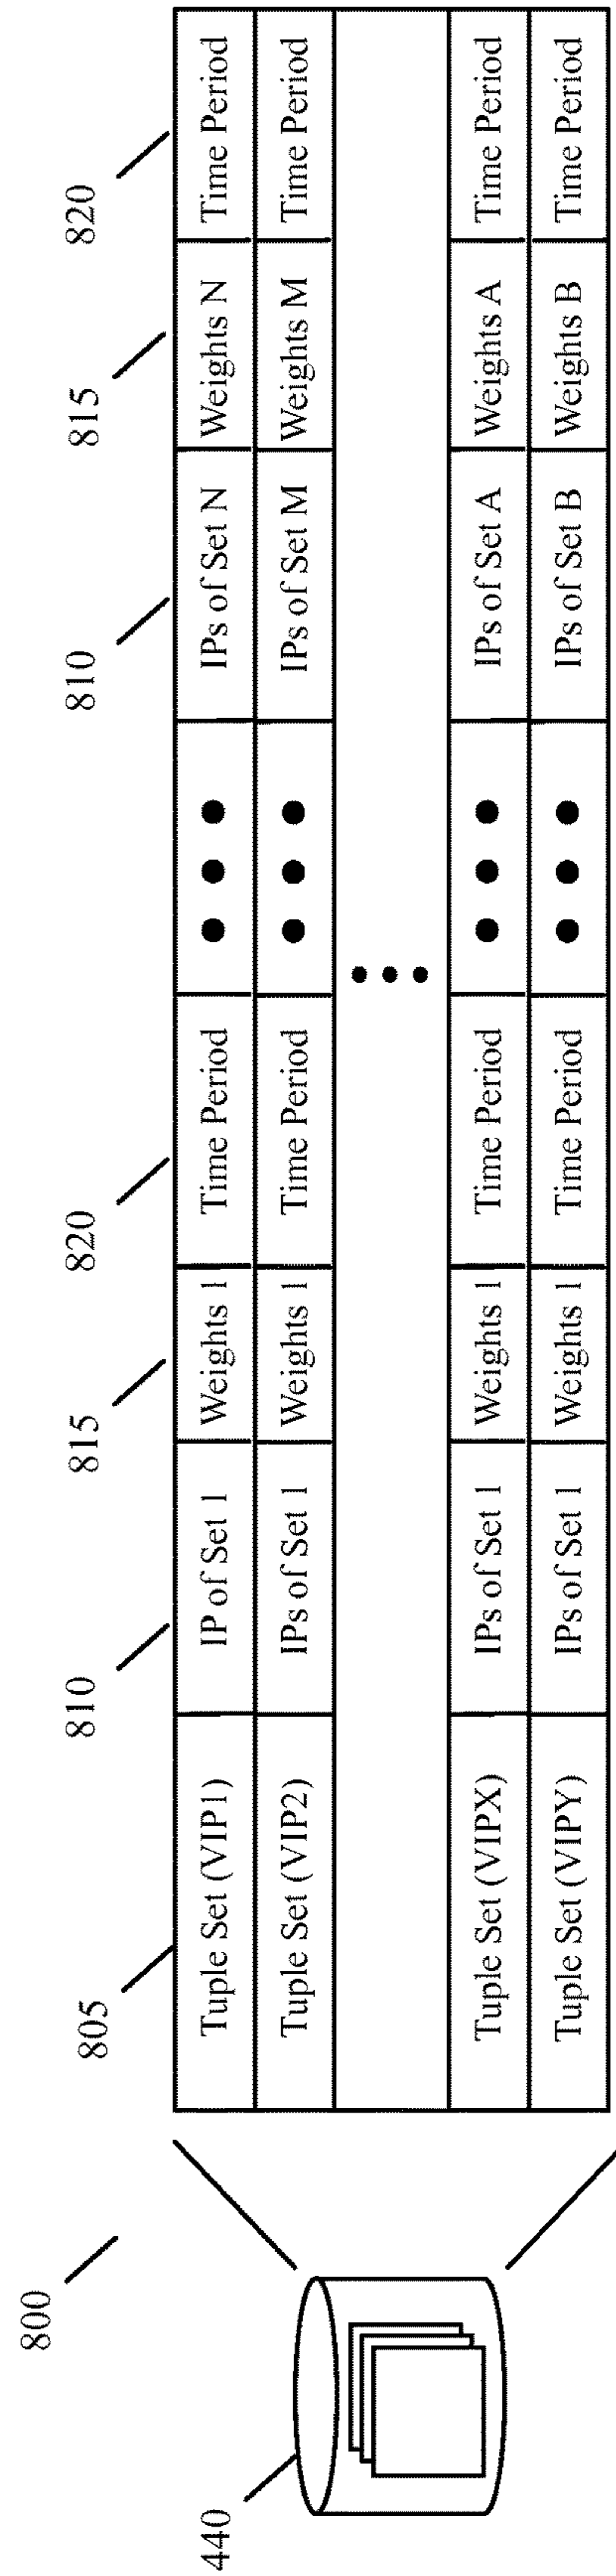 800
440
805 810 815 820 810 815 820
Tuple Set (VIP1) IP of Set 1 Weights 1 Time Period ● ● ● IPs of Set N Weights N Time Period
Tuple Set (VIP2) IPs of Set 1 Weights 1 Time Period ● ● ● IPs of Set M Weights M Time Period
● ● ●
Tuple Set (VIPX) IPs of Set 1 Weights 1 Time Period ● ● ● IPs of Set A Weights A Time Period
Tuple Set (VIPY) IPs of Set 1 Weights 1 Time Period ● ● ● IPs of Set B Weights B Time Period